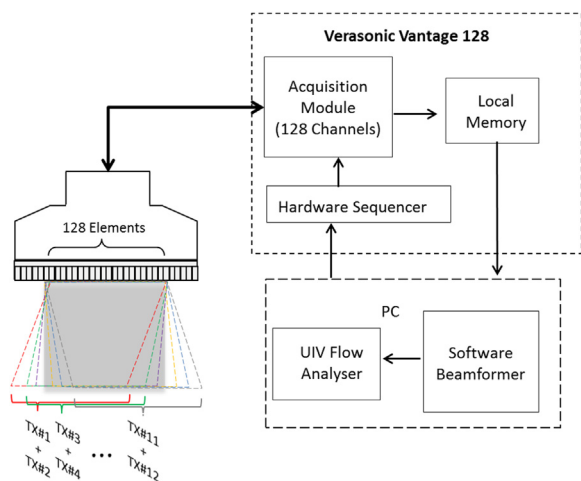 Verasonic Vantage 128
Acquisition
Module
(128 Channels)
Local
Memory
Hardware Sequencer
128 Elements
PC
UIV Flow
Analyser
Software
Beamformer
TX#1
+
TX#2
TX#3
+
TX#4
...
TX#11
+
TX#12